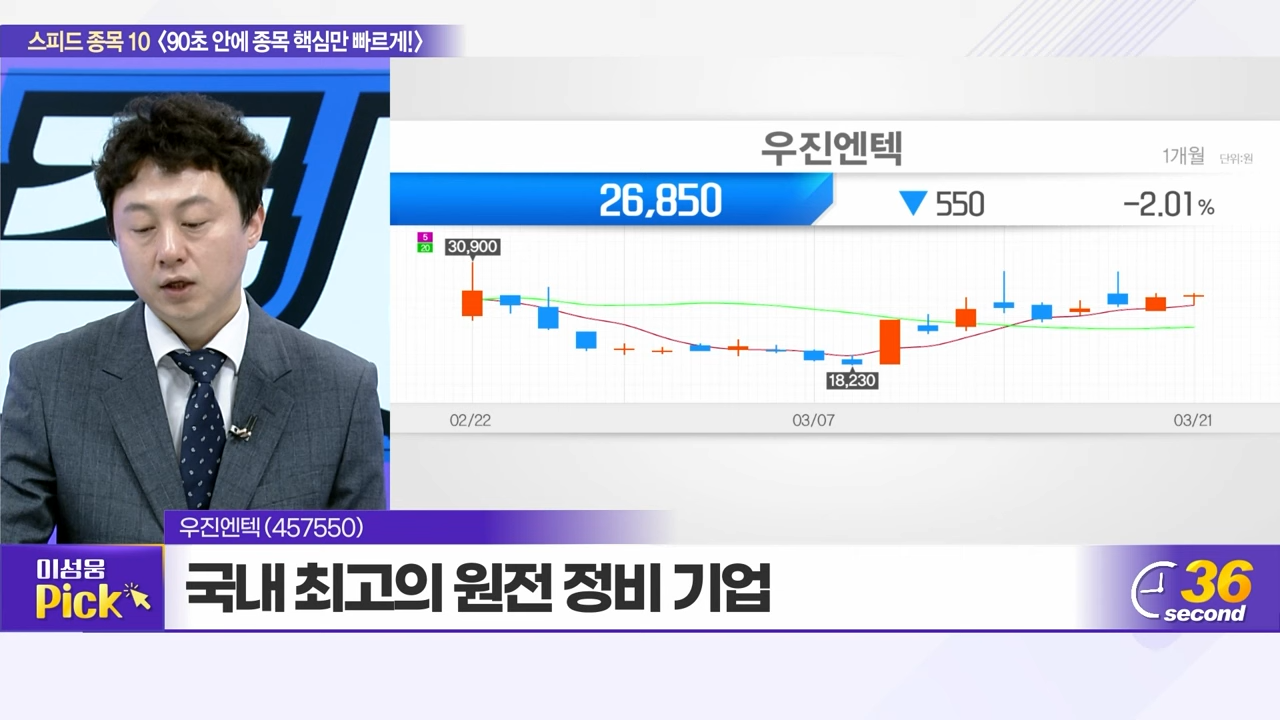 스피드 종목 10 <90초 안에 종목 핵심만 빠르게!>
우진엔텍
1개월 단위:원
26,850 ▼ 550 -2.01%
5
20
30,900
18,230
02/22 03/07 03/21
우진엔텍(457550)
이성웅
Pick
국내 최고의 원전 정비 기업
36
second